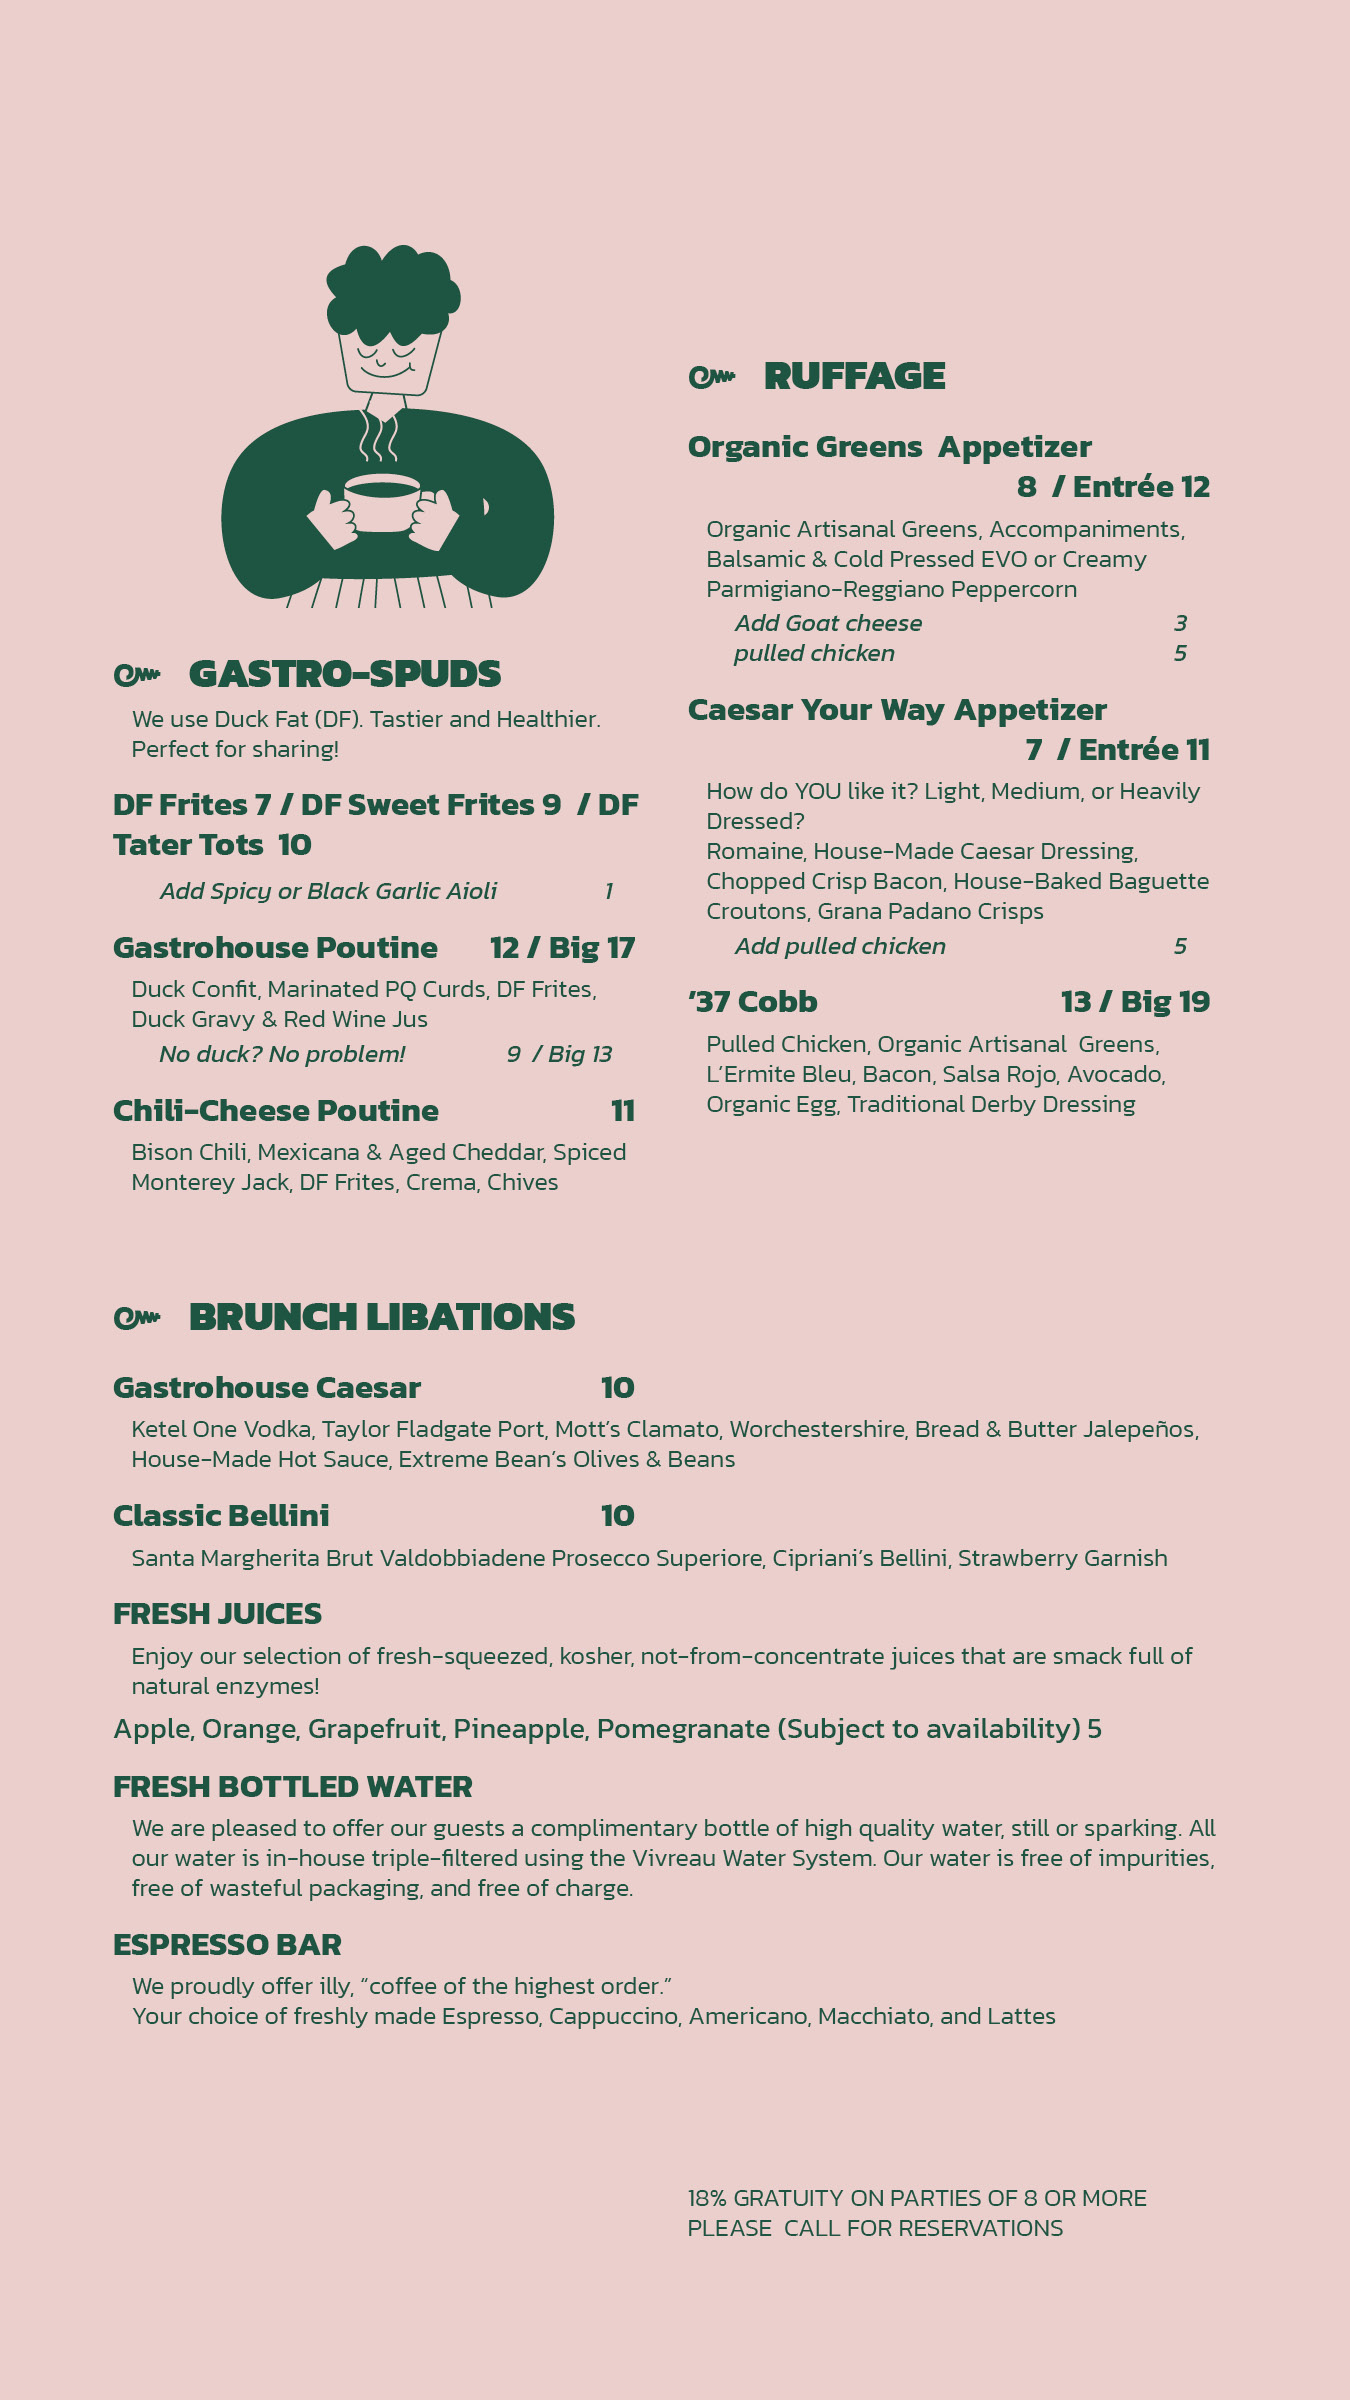 GASTRO-SPUDS
We use Duck Fat (DF). Tastier and Healthier.
Perfect for sharing!
DF Frites 7 / DF Sweet Frites 9 / DF
Tater Tots 10
Add Spicy or Black Garlic Aioli 1
Gastrohouse Poutine 12 / Big 17
Duck Confit, Marinated PQ Curds, DF Frites,
Duck Gravy & Red Wine Jus
No duck? No problem! 9 / Big 13
Chili-Cheese Poutine 11
Bison Chili, Mexicana & Aged Cheddar, Spiced
Monterey Jack, DF Frites, Crema, Chives
RUFFAGE
Organic Greens Appetizer
8 / Entrée 12
Organic Artisanal Greens, Accompaniments,
Balsamic & Cold Pressed EVO or Creamy
Parmigiano-Reggiano Peppercorn
Add Goat cheese 3
pulled chicken 5
Caesar Your Way Appetizer
7 / Entrée 11
How do YOU like it? Light, Medium, or Heavily
Dressed?
Romaine, House-Made Caesar Dressing,
Chopped Crisp Bacon, House-Baked Baguette
Croutons, Grana Padano Crisps
Add pulled chicken 5
’37 Cobb 13 / Big 19
Pulled Chicken, Organic Artisanal Greens,
L’Ermite Bleu, Bacon, Salsa Rojo, Avocado,
Organic Egg, Traditional Derby Dressing
BRUNCH LIBATIONS
Gastrohouse Caesar 10
Ketel One Vodka, Taylor Fladgate Port, Mott’s Clamato, Worchestershire, Bread & Butter Jalepeños,
House-Made Hot Sauce, Extreme Bean’s Olives & Beans
Classic Bellini 10
Santa Margherita Brut Valdobbiadene Prosecco Superiore, Cipriani’s Bellini, Strawberry Garnish
FRESH JUICES
Enjoy our selection of fresh-squeezed, kosher, not-from-concentrate juices that are smack full of
natural enzymes!
Apple, Orange, Grapefruit, Pineapple, Pomegranate (Subject to availability) 5
FRESH BOTTLED WATER
We are pleased to offer our guests a complimentary bottle of high quality water, still or sparking. All
our water is in-house triple-filtered using the Vivreau Water System. Our water is free of impurities,
free of wasteful packaging, and free of charge.
ESPRESSO BAR
We proudly offer illy, “coffee of the highest order.”
Your choice of freshly made Espresso, Cappuccino, Americano, Macchiato, and Lattes
18% GRATUITY ON PARTIES OF 8 OR MORE
PLEASE CALL FOR RESERVATIONS